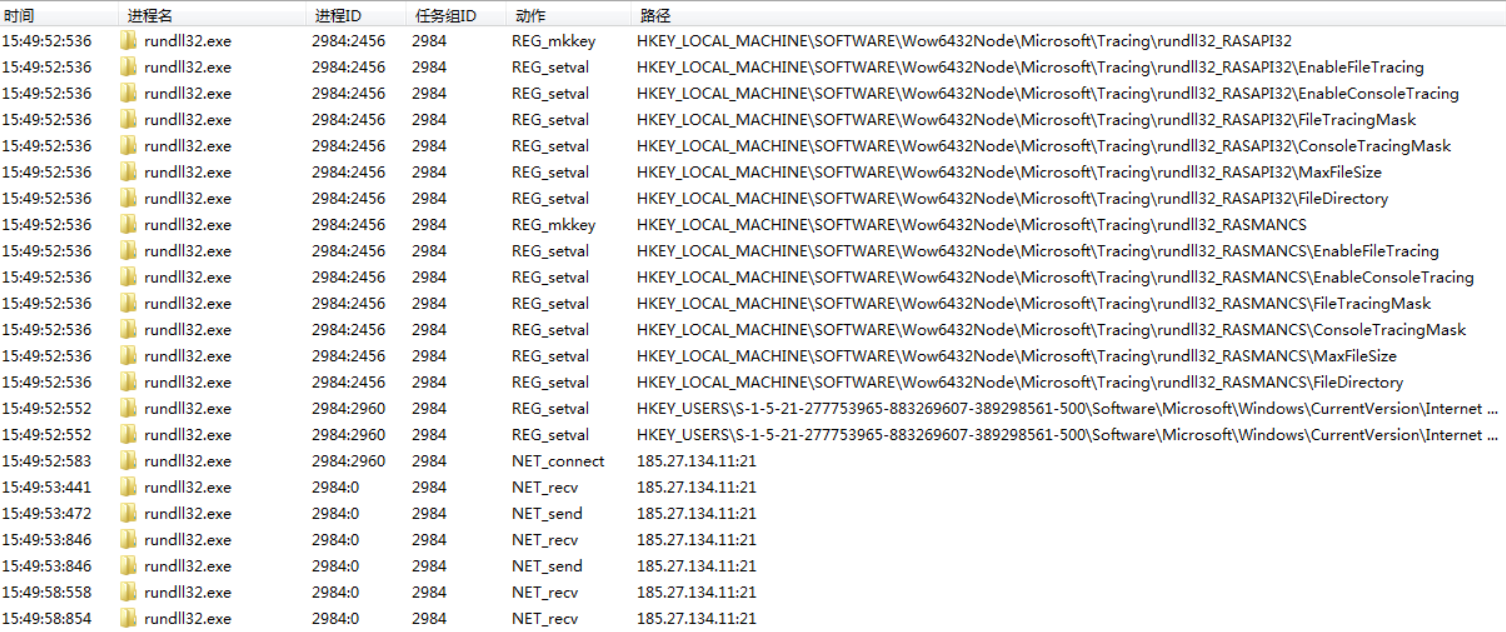 时间 进程名 进程ID 任务组ID 动作 路径
15:49:52:536 rundll32.exe 2984:2456 2984 REG_mkkey HKEY_LOCAL_MACHINE\SOFTWARE\Wow6432Node\Microsoft\Tracing\rundll32_RASAPI32
15:49:52:536 rundll32.exe 2984:2456 2984 REG_setval HKEY_LOCAL_MACHINE\SOFTWARE\Wow6432Node\Microsoft\Tracing\rundll32_RASAPI32\EnableFileTracing
15:49:52:536 rundll32.exe 2984:2456 2984 REG_setval HKEY_LOCAL_MACHINE\SOFTWARE\Wow6432Node\Microsoft\Tracing\rundll32_RASAPI32\EnableConsoleTracing
15:49:52:536 rundll32.exe 2984:2456 2984 REG_setval HKEY_LOCAL_MACHINE\SOFTWARE\Wow6432Node\Microsoft\Tracing\rundll32_RASAPI32\FileTracingMask
15:49:52:536 rundll32.exe 2984:2456 2984 REG_setval HKEY_LOCAL_MACHINE\SOFTWARE\Wow6432Node\Microsoft\Tracing\rundll32_RASAPI32\ConsoleTracingMask
15:49:52:536 rundll32.exe 2984:2456 2984 REG_setval HKEY_LOCAL_MACHINE\SOFTWARE\Wow6432Node\Microsoft\Tracing\rundll32_RASAPI32\MaxFileSize
15:49:52:536 rundll32.exe 2984:2456 2984 REG_setval HKEY_LOCAL_MACHINE\SOFTWARE\Wow6432Node\Microsoft\Tracing\rundll32_RASAPI32\FileDirectory
15:49:52:536 rundll32.exe 2984:2456 2984 REG_mkkey HKEY_LOCAL_MACHINE\SOFTWARE\Wow6432Node\Microsoft\Tracing\rundll32_RASMANCS
15:49:52:536 rundll32.exe 2984:2456 2984 REG_setval HKEY_LOCAL_MACHINE\SOFTWARE\Wow6432Node\Microsoft\Tracing\rundll32_RASMANCS\EnableFileTracing
15:49:52:536 rundll32.exe 2984:2456 2984 REG_setval HKEY_LOCAL_MACHINE\SOFTWARE\Wow6432Node\Microsoft\Tracing\rundll32_RASMANCS\EnableConsoleTracing
15:49:52:536 rundll32.exe 2984:2456 2984 REG_setval HKEY_LOCAL_MACHINE\SOFTWARE\Wow6432Node\Microsoft\Tracing\rundll32_RASMANCS\FileTracingMask
15:49:52:536 rundll32.exe 2984:2456 2984 REG_setval HKEY_LOCAL_MACHINE\SOFTWARE\Wow6432Node\Microsoft\Tracing\rundll32_RASMANCS\ConsoleTracingMask
15:49:52:536 rundll32.exe 2984:2456 2984 REG_setval HKEY_LOCAL_MACHINE\SOFTWARE\Wow6432Node\Microsoft\Tracing\rundll32_RASMANCS\MaxFileSize
15:49:52:536 rundll32.exe 2984:2456 2984 REG_setval HKEY_LOCAL_MACHINE\SOFTWARE\Wow6432Node\Microsoft\Tracing\rundll32_RASMANCS\FileDirectory
15:49:52:552 rundll32.exe 2984:2960 2984 REG_setval HKEY_USERS\S-1-5-21-277753965-883269607-389298561-500\Software\Microsoft\Windows\CurrentVersion\Internet ...
15:49:52:552 rundll32.exe 2984:2960 2984 REG_setval HKEY_USERS\S-1-5-21-277753965-883269607-389298561-500\Software\Microsoft\Windows\CurrentVersion\Internet ...
15:49:52:583 rundll32.exe 2984:2960 2984 NET_connect 185.27.134.11:21
15:49:53:441 rundll32.exe 2984:0 2984 NET_recv 185.27.134.11:21
15:49:53:472 rundll32.exe 2984:0 2984 NET_send 185.27.134.11:21
15:49:53:846 rundll32.exe 2984:0 2984 NET_recv 185.27.134.11:21
15:49:53:846 rundll32.exe 2984:0 2984 NET_send 185.27.134.11:21
15:49:58:558 rundll32.exe 2984:0 2984 NET_recv 185.27.134.11:21
15:49:58:854 rundll32.exe 2984:0 2984 NET_recv 185.27.134.11:21